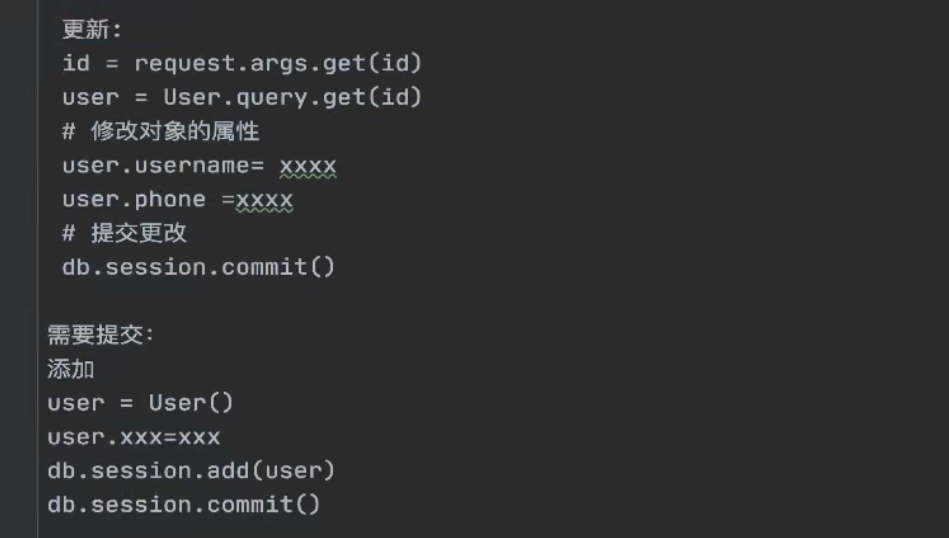 更新:
id = request.args.get(id)
user = User.query.get(id)
# 修改对象的属性
user.username= xxxx
user.phone =xxxx
# 提交更改
db.session.commit()
需要提交:
添加
user = User()
user.xxx=xxx
db.session.add(user)
db.session.commit()